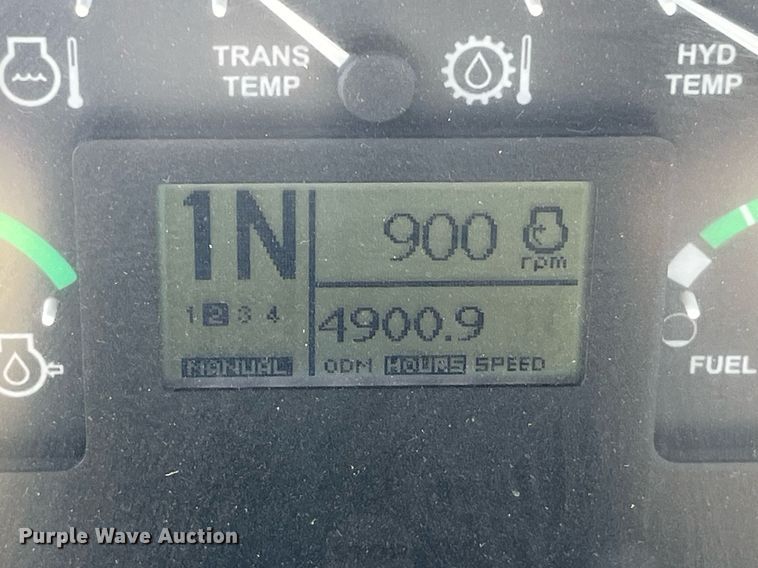 TRANS
TEMP
HYD
TEMP
1N
900
rpm
1 2 3 4
4900.9
MANUAL
ODM HOURS SPEED
FUEL
Purple Wave Auction